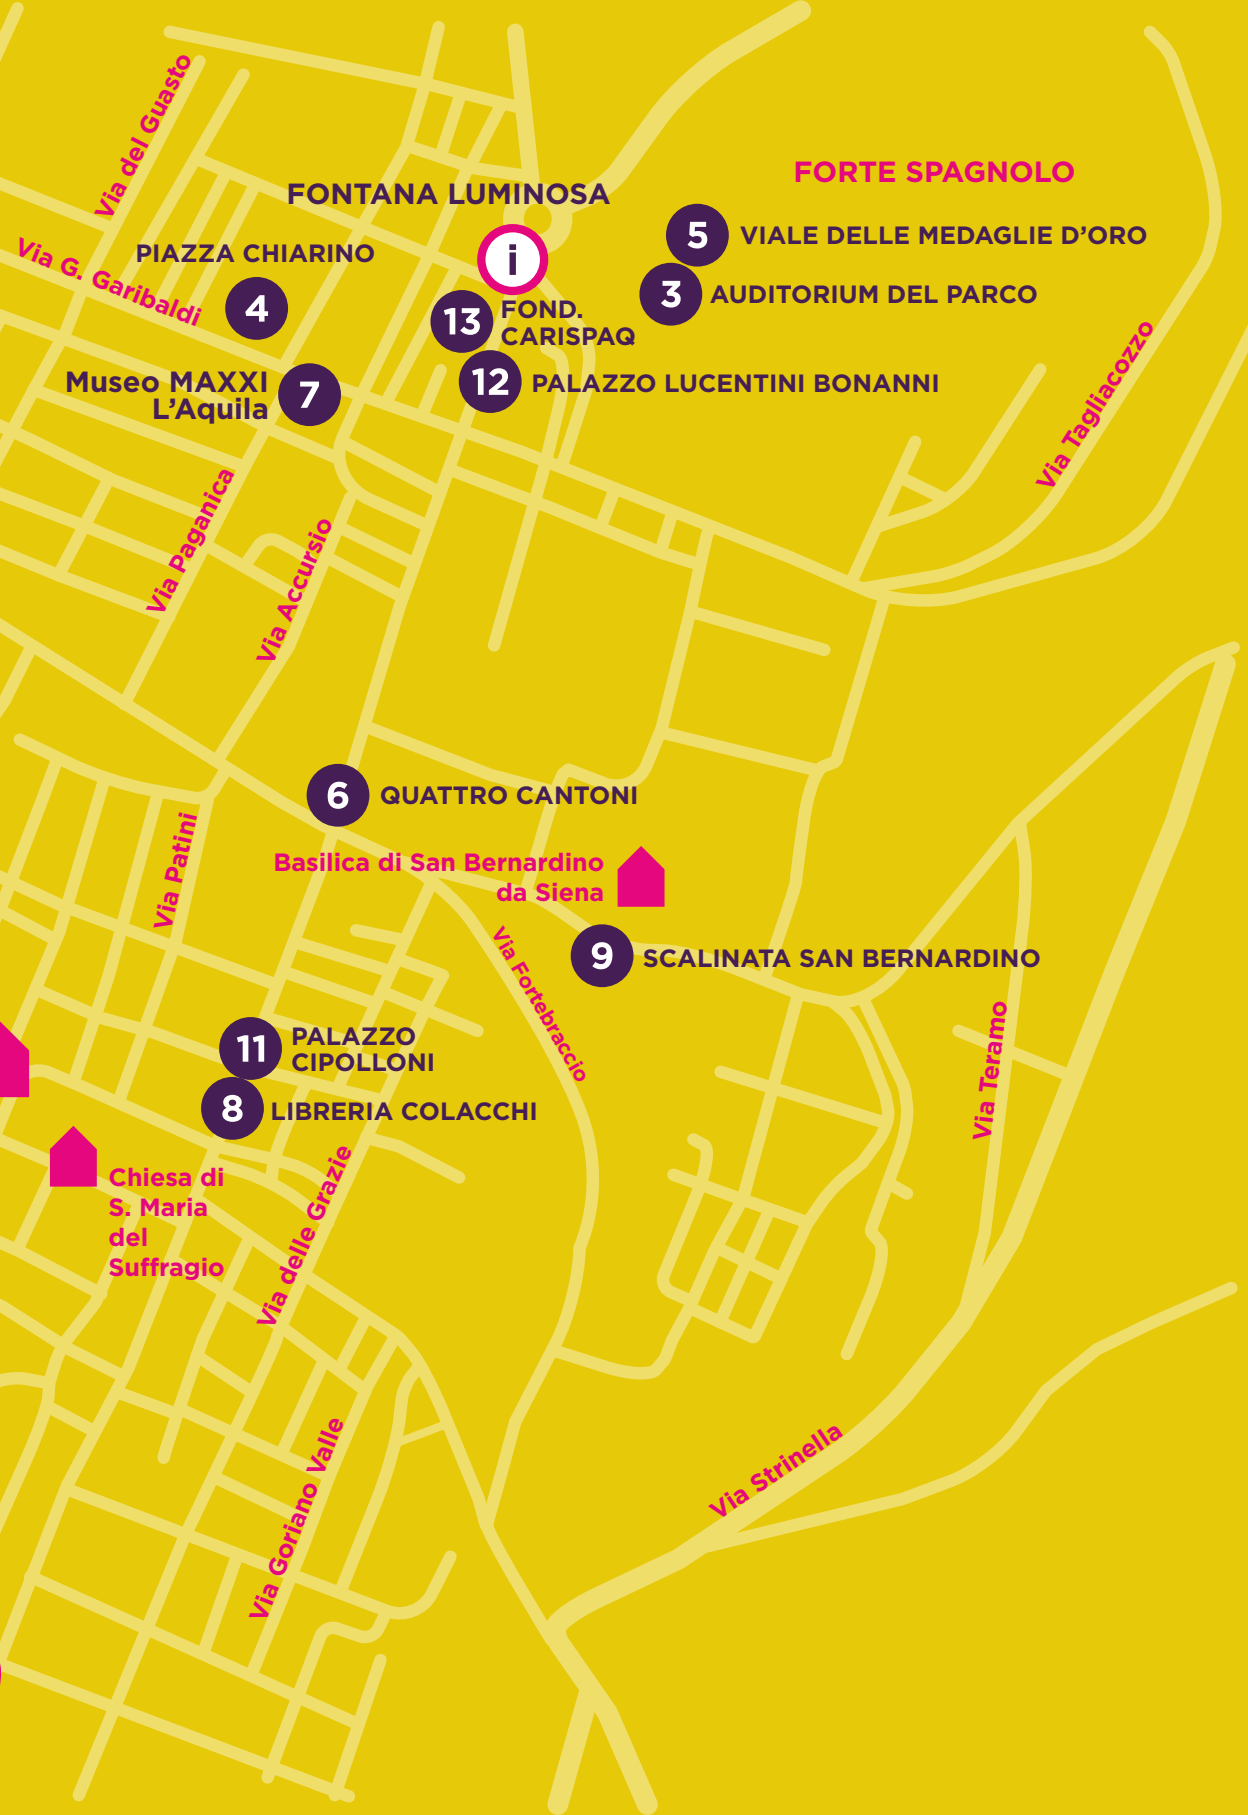 Via del Guasto
FORTE SPAGNOLO
FONTANA LUMINOSA
5 VIALE DELLE MEDAGLIE D’ORO
PIAZZA CHIARINO
i
Via G. Garibaldi
4
3 AUDITORIUM DEL PARCO
13 FOND.
CARISPAQ
Museo MAXXI
L’Aquila
7
12 PALAZZO LUCENTINI BONANNI
Via Tagliacozzo
Via Paganica
Via Accursio
6 QUATTRO CANTONI
Via Patini
Basilica di San Bernardino
da Siena
Via Fortebraccio
9 SCALINATA SAN BERNARDINO
11 PALAZZO
CIPOLLONI
Via Teramo
8 LIBRERIA COLACCHI
Chiesa di
S. Maria
del
Suffragio
Via delle Grazie
Via Goriano Valle
Via Strinella